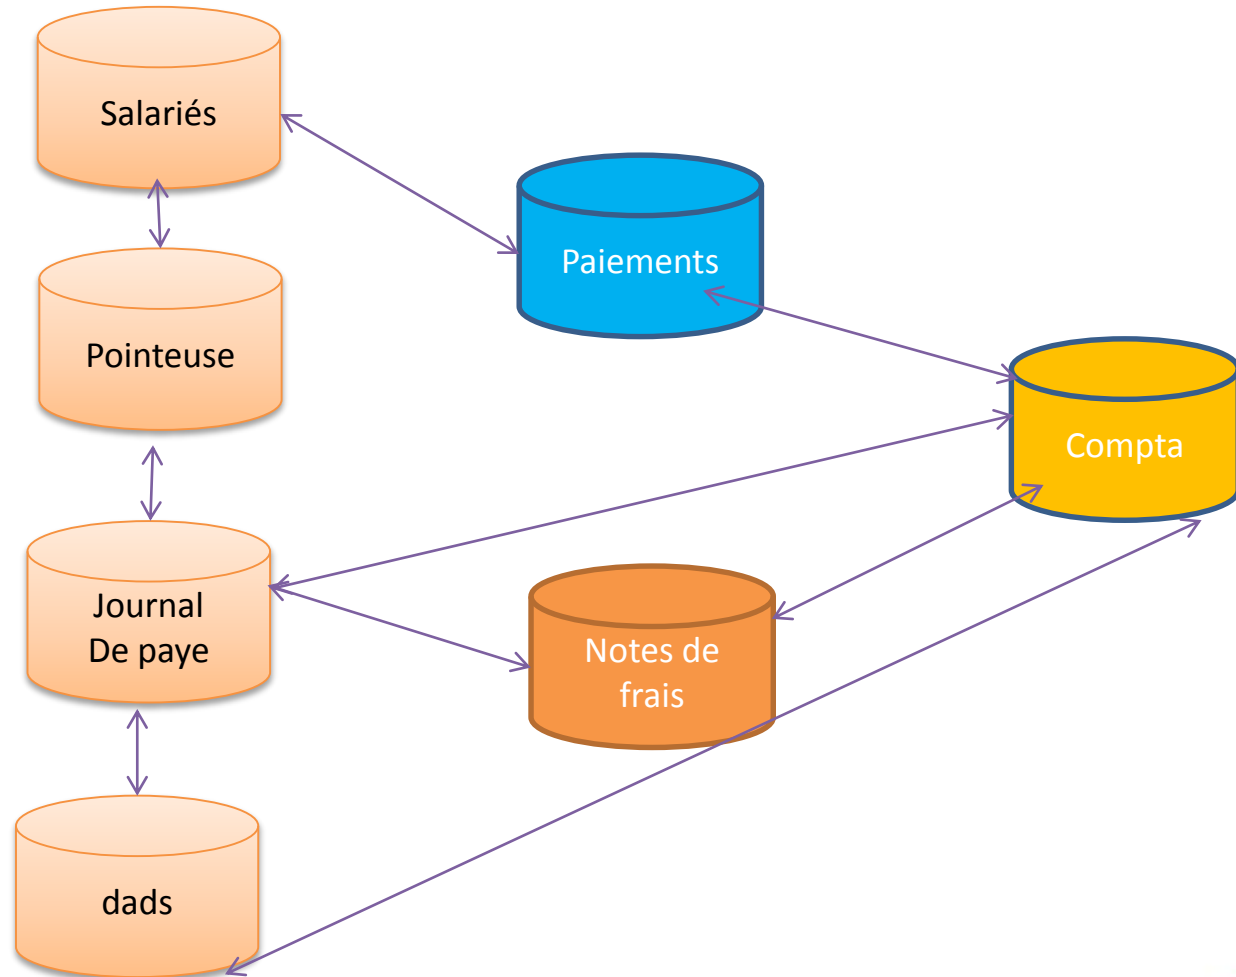 Salariés
Paiements
Pointeuse
Compta
Journal
De paye
Notes de
frais
dads